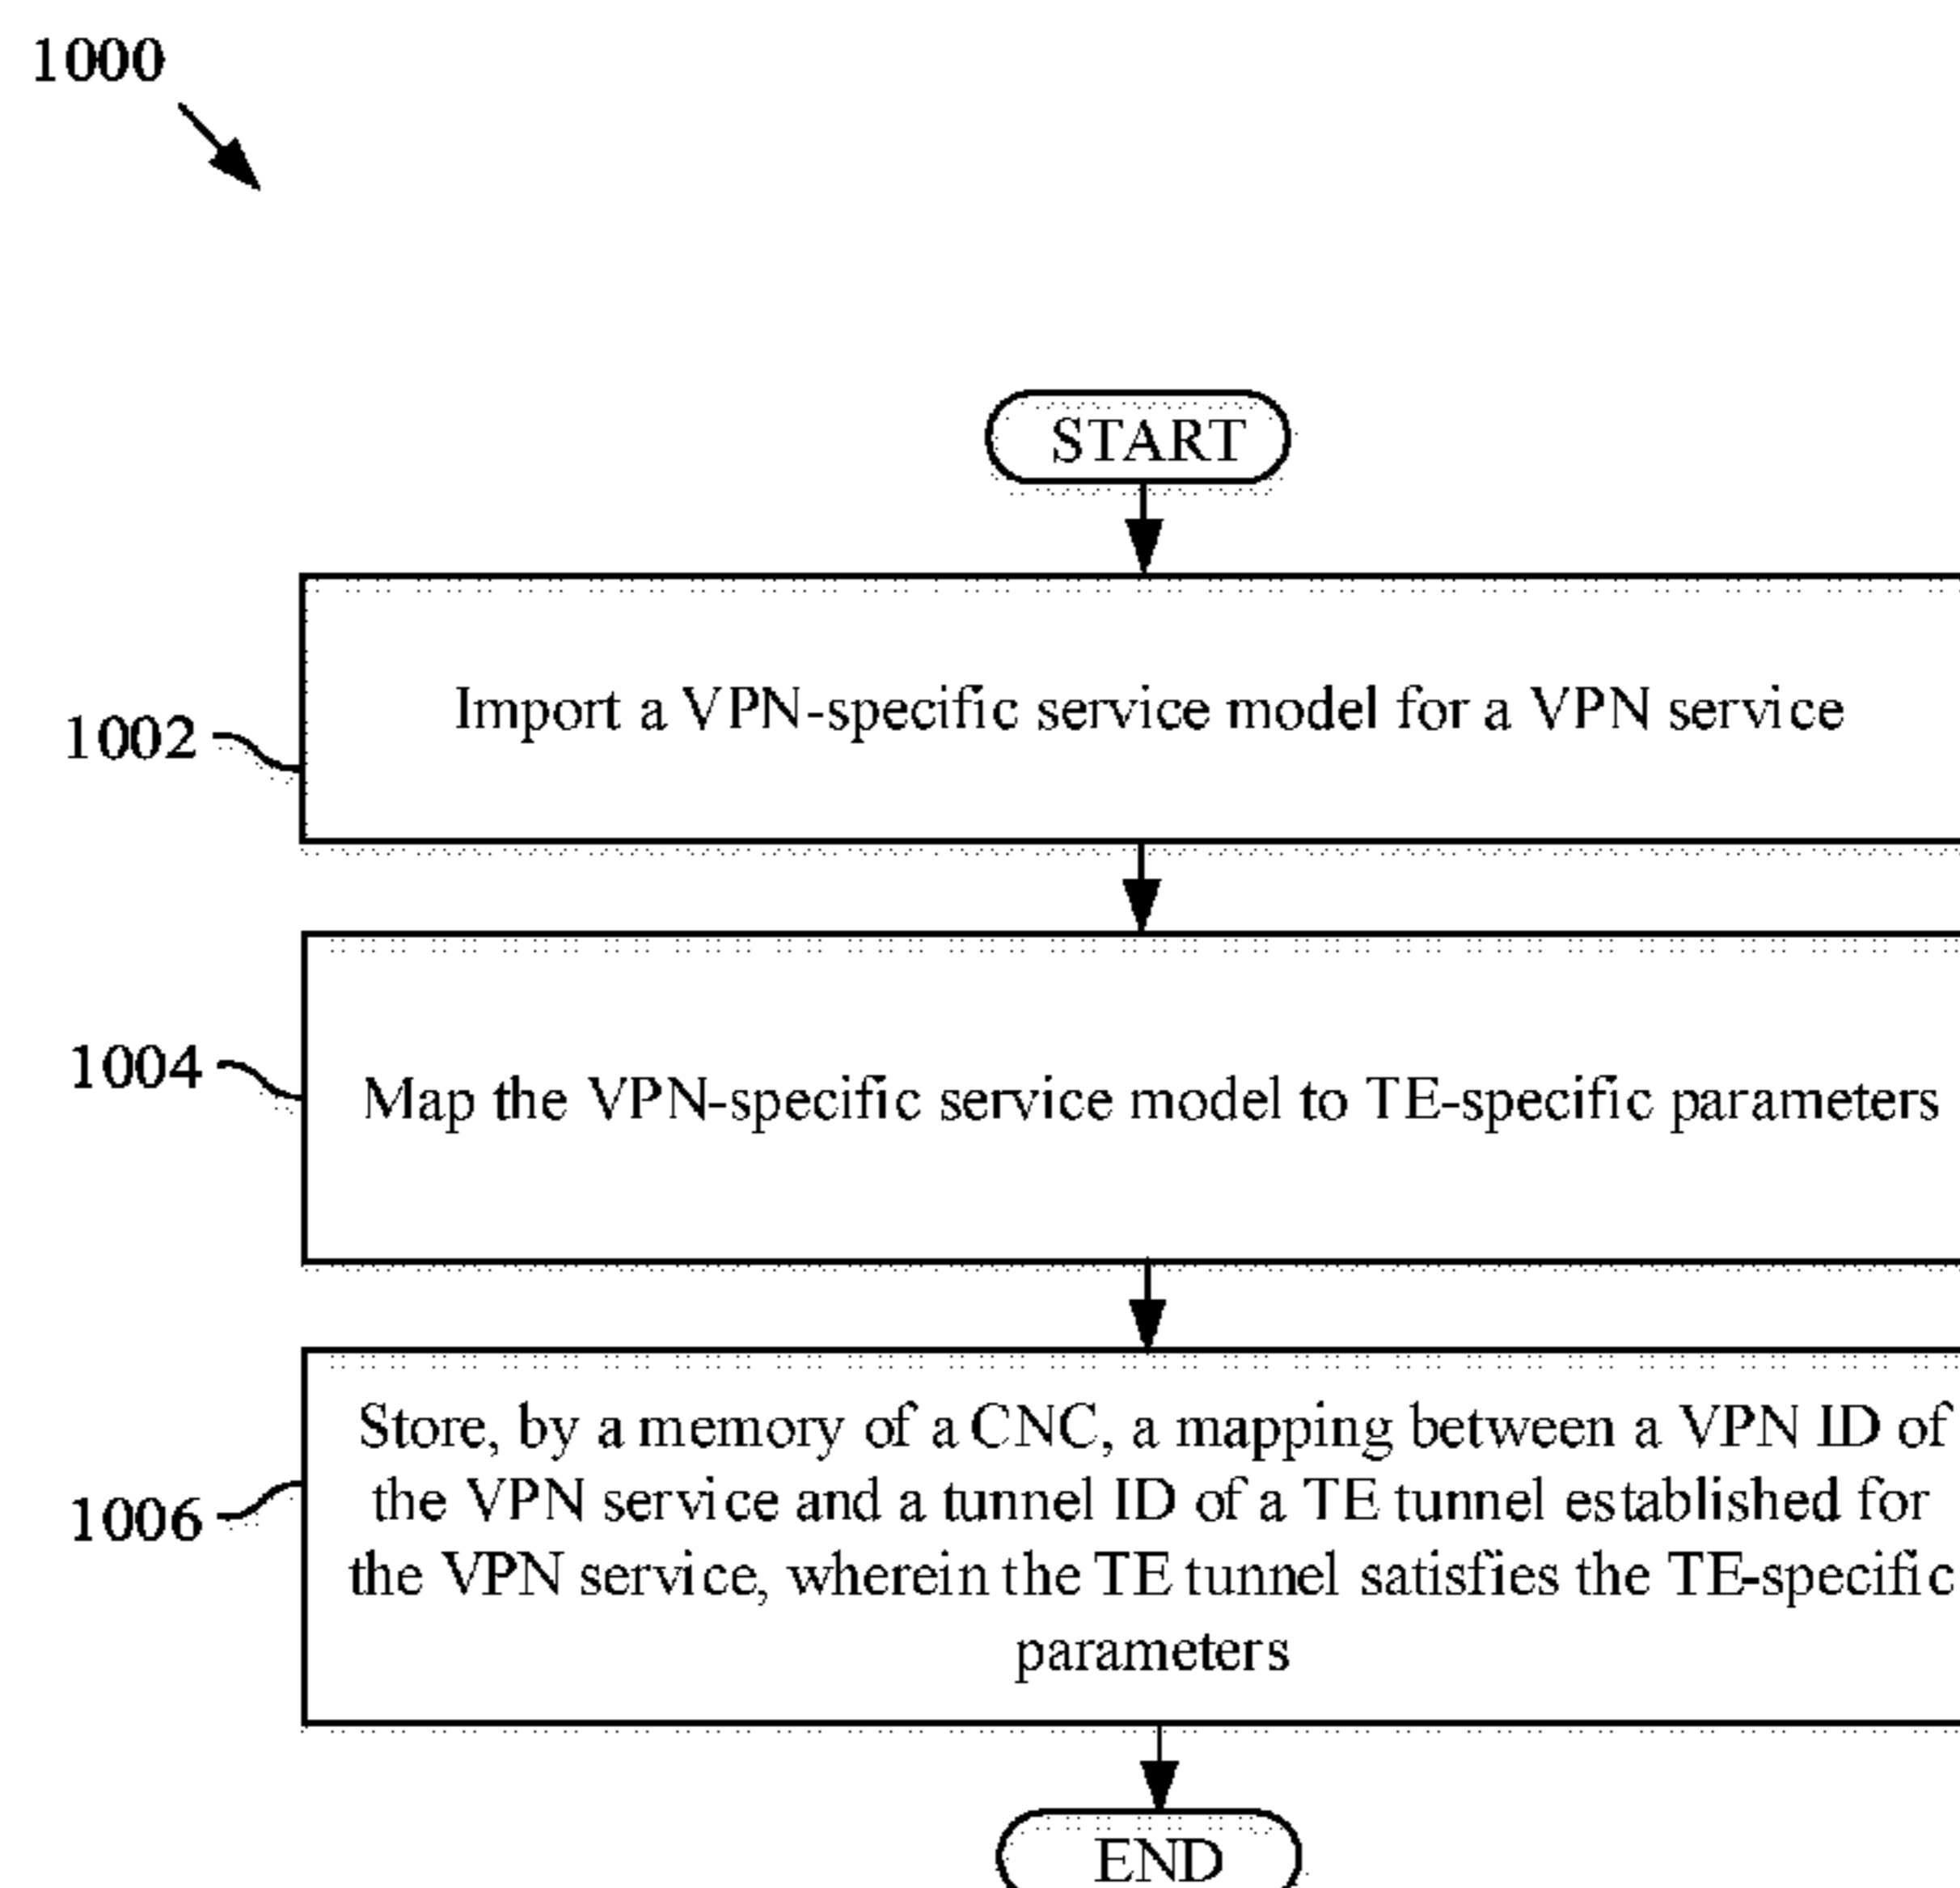 1000
START
Import a VPN-specific service model for a VPN service
1002
Map the VPN-specific service model to TE-specific parameters
1004
Store, by a memory of a CNC, a mapping between a VPN ID of
the VPN service and a tunnel ID of a TE tunnel established for
the VPN service, wherein the TE tunnel satisfies the TE-specific
parameters
1006
END